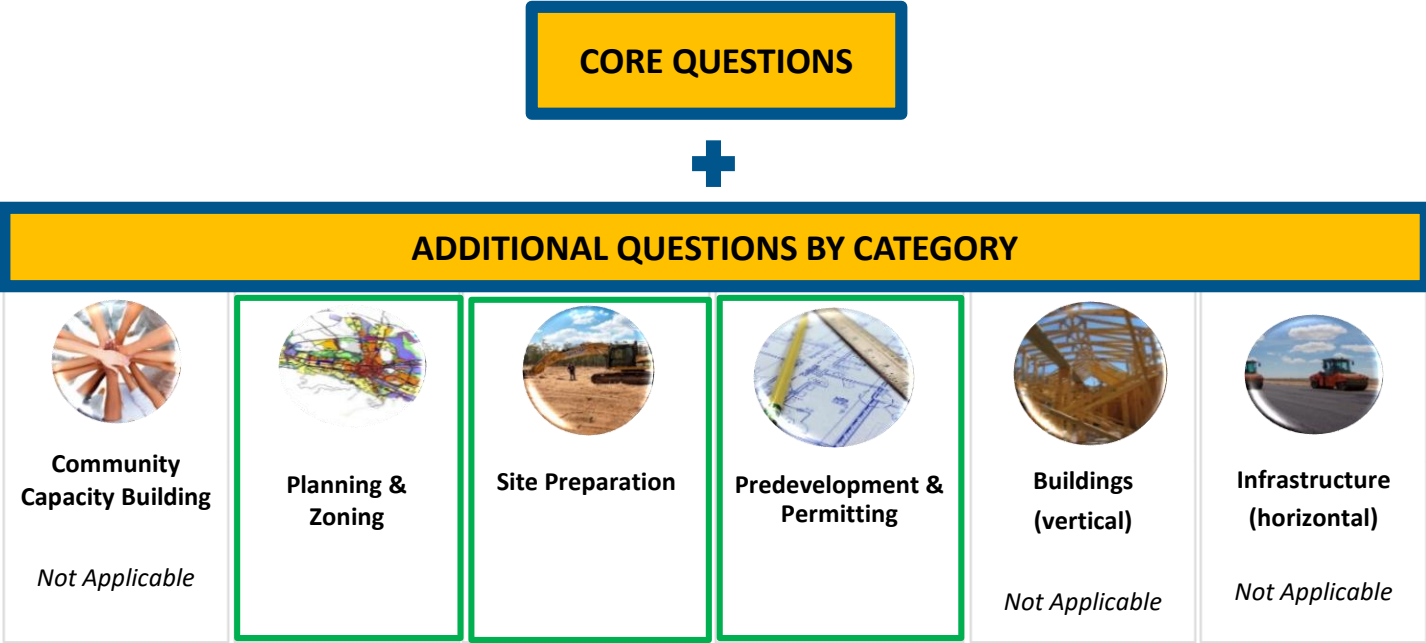 CORE QUESTIONS
ADDITIONAL QUESTIONS BY CATEGORY
Community
Capacity Building
Not Applicable
Planning &
Zoning
Site Preparation
Predevelopment &
Permitting
Buildings
(vertical)
Not Applicable
Infrastructure
(horizontal)
Not Applicable